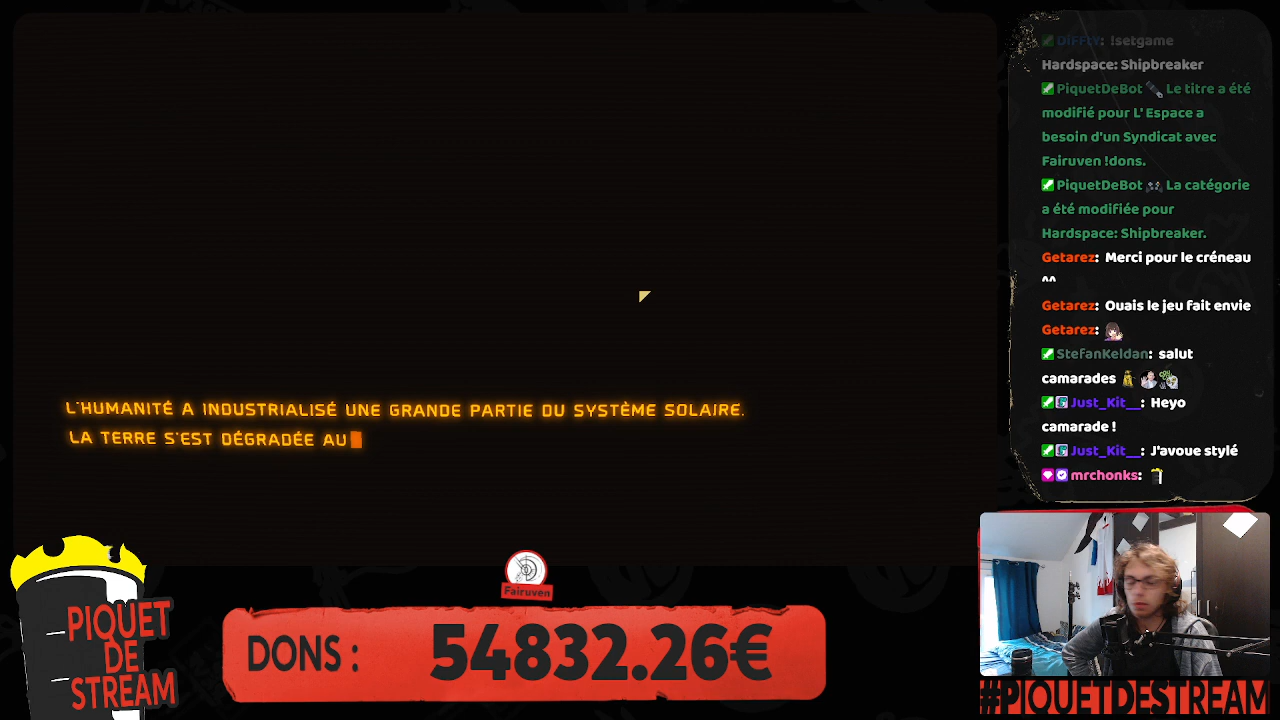 DiFFtY: !setgame
Hardspace: Shipbreaker
PiquetDeBot Le titre a été
modifié pour L' Espace a
besoin d'un Syndicat avec
Fairuven !dons.
PiquetDeBot La catégorie
a été modifiée pour
Hardspace: Shipbreaker.
Getarez: Merci pour le créneau
^^
Getarez: Ouais le jeu fait envie
Getarez:
StefanKeldan: salut
camarades
Just_Kit__: Heyo
camarade !
Just_Kit__: J'avoue stylé
mrchonks:
L'HUMANITÉ A INDUSTRIALISÉ UNE GRANDE PARTIE DU SYSTÈME SOLAIRE.
LA TERRE S'EST DÉGRADÉE AU
Fairuven
DONS : 54832.26€
PIQUET
DE
STREAM
#PIQUETDESTREAM